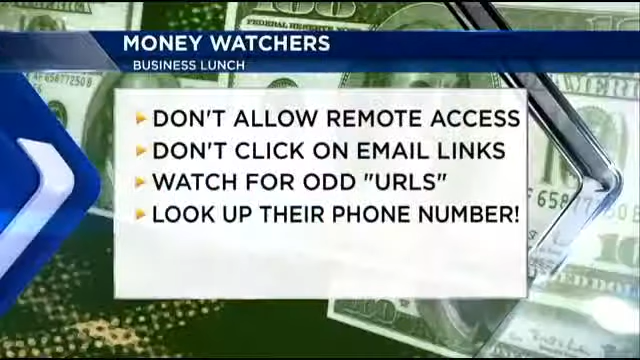 MONEY WATCHERS
BUSINESS LUNCH
DON'T ALLOW REMOTE ACCESS
DON'T CLICK ON EMAIL LINKS
WATCH FOR ODD "URLS"
LOOK UP THEIR PHONE NUMBER!